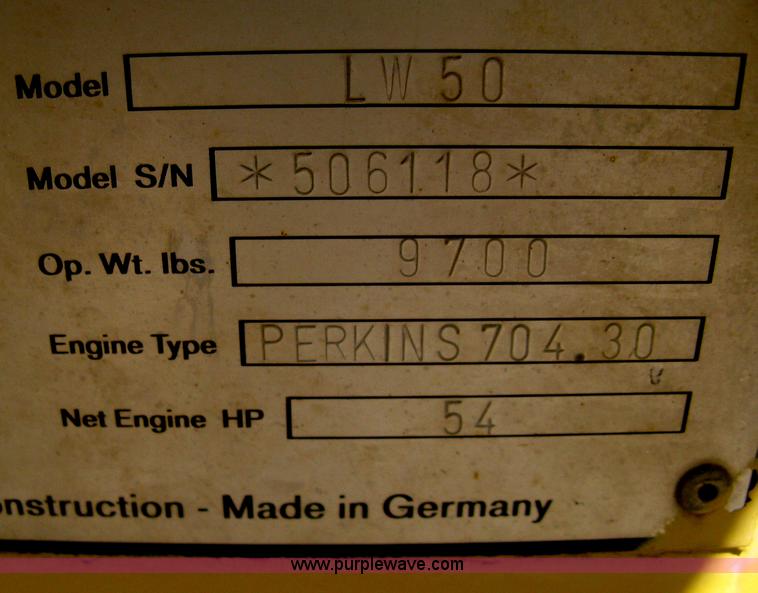 Model LW 50
Model S/N *506118*
Op. Wt. lbs. 9700
Engine Type PERKINS 704.30
Net Engine HP 54
onstruction - Made in Germany
www.purplewave.com